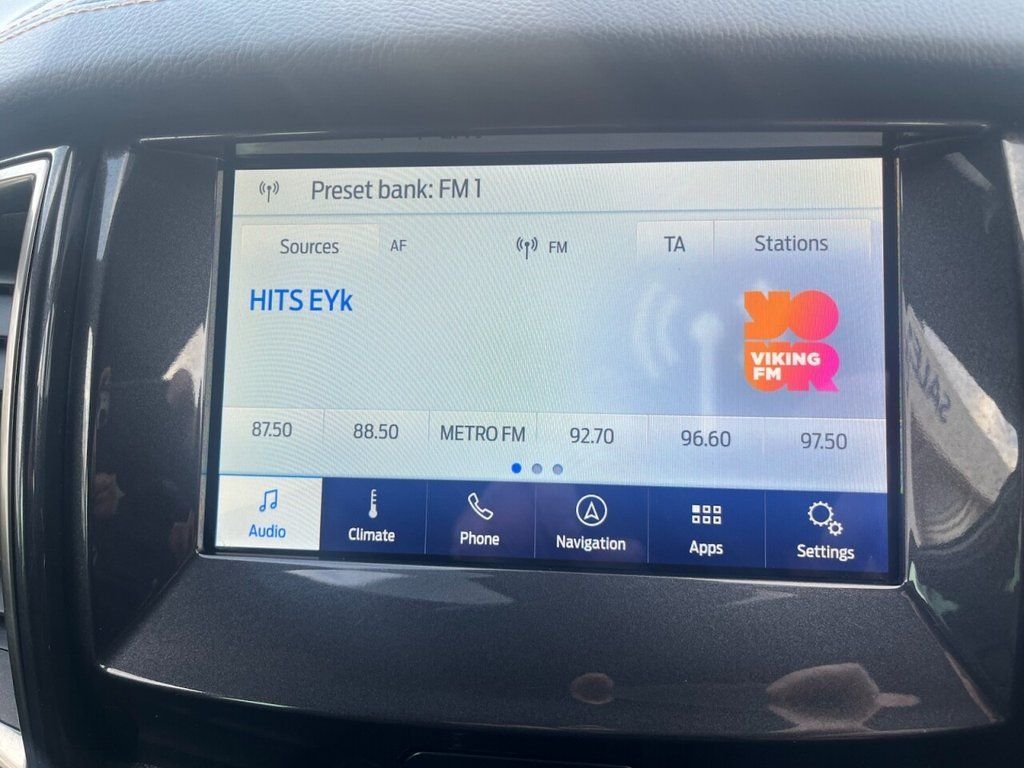 Preset bank: FM 1
Sources AF FM TA Stations
HITS EYk
YOUR
VIKING
FM
87.50 88.50 METRO FM 92.70 96.60 97.50
Audio Climate Phone Navigation Apps Settings